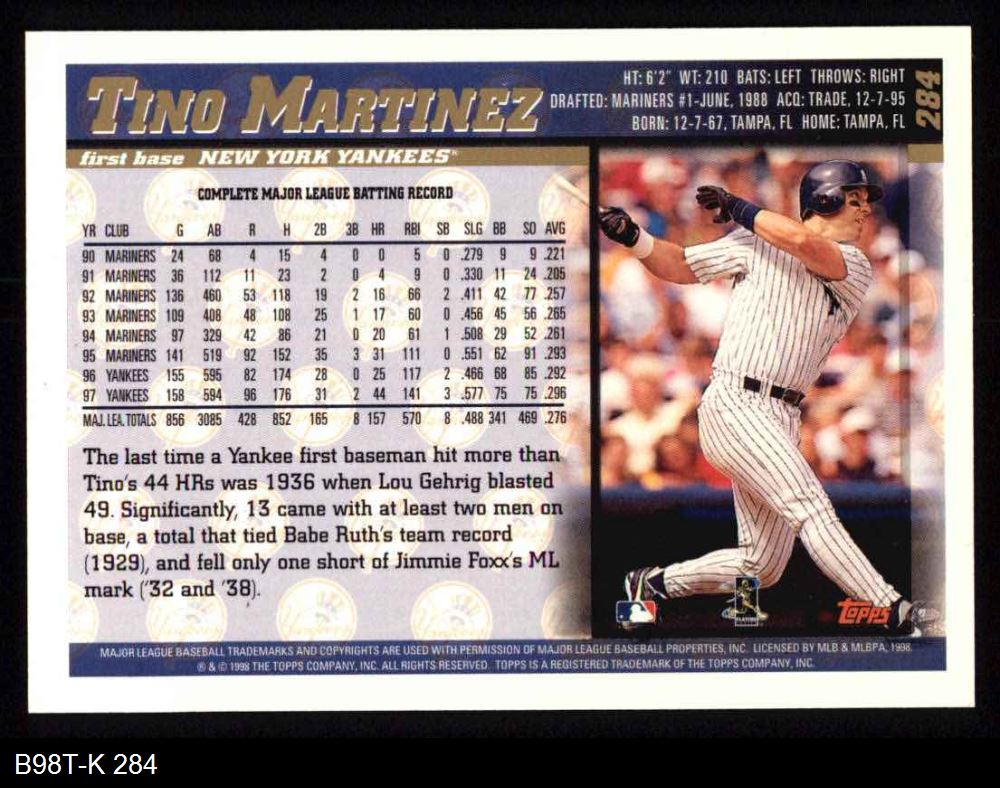 TINO MARTINEZ
HT: 6'2" WT: 210 BATS: LEFT THROWS: RIGHT
DRAFTED: MARINERS #1-JUNE, 1988 ACQ: TRADE, 12-7-95
BORN: 12-7-67, TAMPA, FL HOME: TAMPA, FL
284
first base NEW YORK YANKEES
COMPLETE MAJOR LEAGUE BATTING RECORD
YR CLUB G AB R H 2B 3B HR RBI SB SLG BB SO AVG
90 MARINERS 24 68 4 15 4 0 0 5 0 .279 9 9 .221
91 MARINERS 36 112 11 23 2 0 4 9 0 .330 11 24 .205
92 MARINERS 136 460 53 118 19 2 16 66 2 .411 42 77 .257
93 MARINERS 109 408 48 108 25 1 17 60 0 .456 45 56 .265
94 MARINERS 97 329 42 86 21 0 20 61 1 .508 29 52 .261
95 MARINERS 141 519 92 152 35 3 31 111 0 .551 62 91 .293
96 YANKEES 155 595 82 174 28 0 25 117 2 .466 68 85 .292
97 YANKEES 158 594 96 176 31 2 44 141 3 .577 75 75 .296
MAJ. LEA. TOTALS 856 3085 428 852 165 8 157 570 8 .488 341 469 .276
The last time a Yankee first baseman hit more than
Tino's 44 HRs was 1936 when Lou Gehrig blasted
49. Significantly, 13 came with at least two men on
base, a total that tied Babe Ruth's team record
(1929), and fell only one short of Jimmie Foxx's ML
mark ('32 and '38).
Topps
MAJOR LEAGUE BASEBALL TRADEMARKS AND COPYRIGHTS ARE USED WITH PERMISSION OF MAJOR LEAGUE BASEBALL PROPERTIES, INC. LICENSED BY MLB & MLBPA, 1998.
® & © 1998 THE TOPPS COMPANY, INC. ALL RIGHTS RESERVED. TOPPS IS A REGISTERED TRADEMARK OF THE TOPPS COMPANY, INC.
B98T-K 284